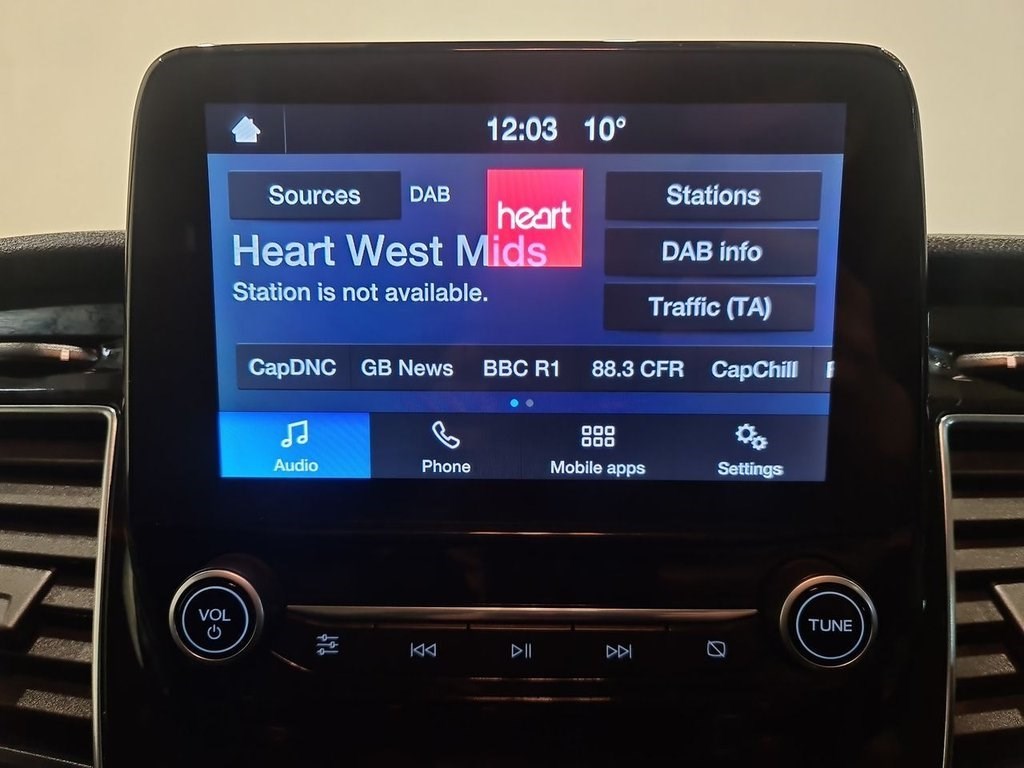 12:03 10°
Sources DAB
heart
Stations
Heart West Mids
DAB info
Station is not available.
Traffic (TA)
CapDNC GB News BBC R1 88.3 CFR CapChill
Audio Phone Mobile apps Settings
VOL
TUNE